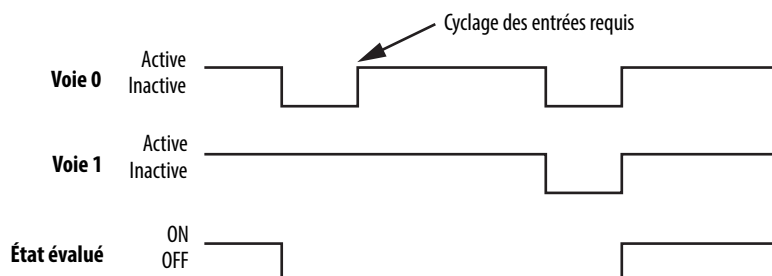 Cyclage des entrées requis
Voie 0
Active
Inactive
Voie 1
Active
Inactive
État évalué
ON
OFF